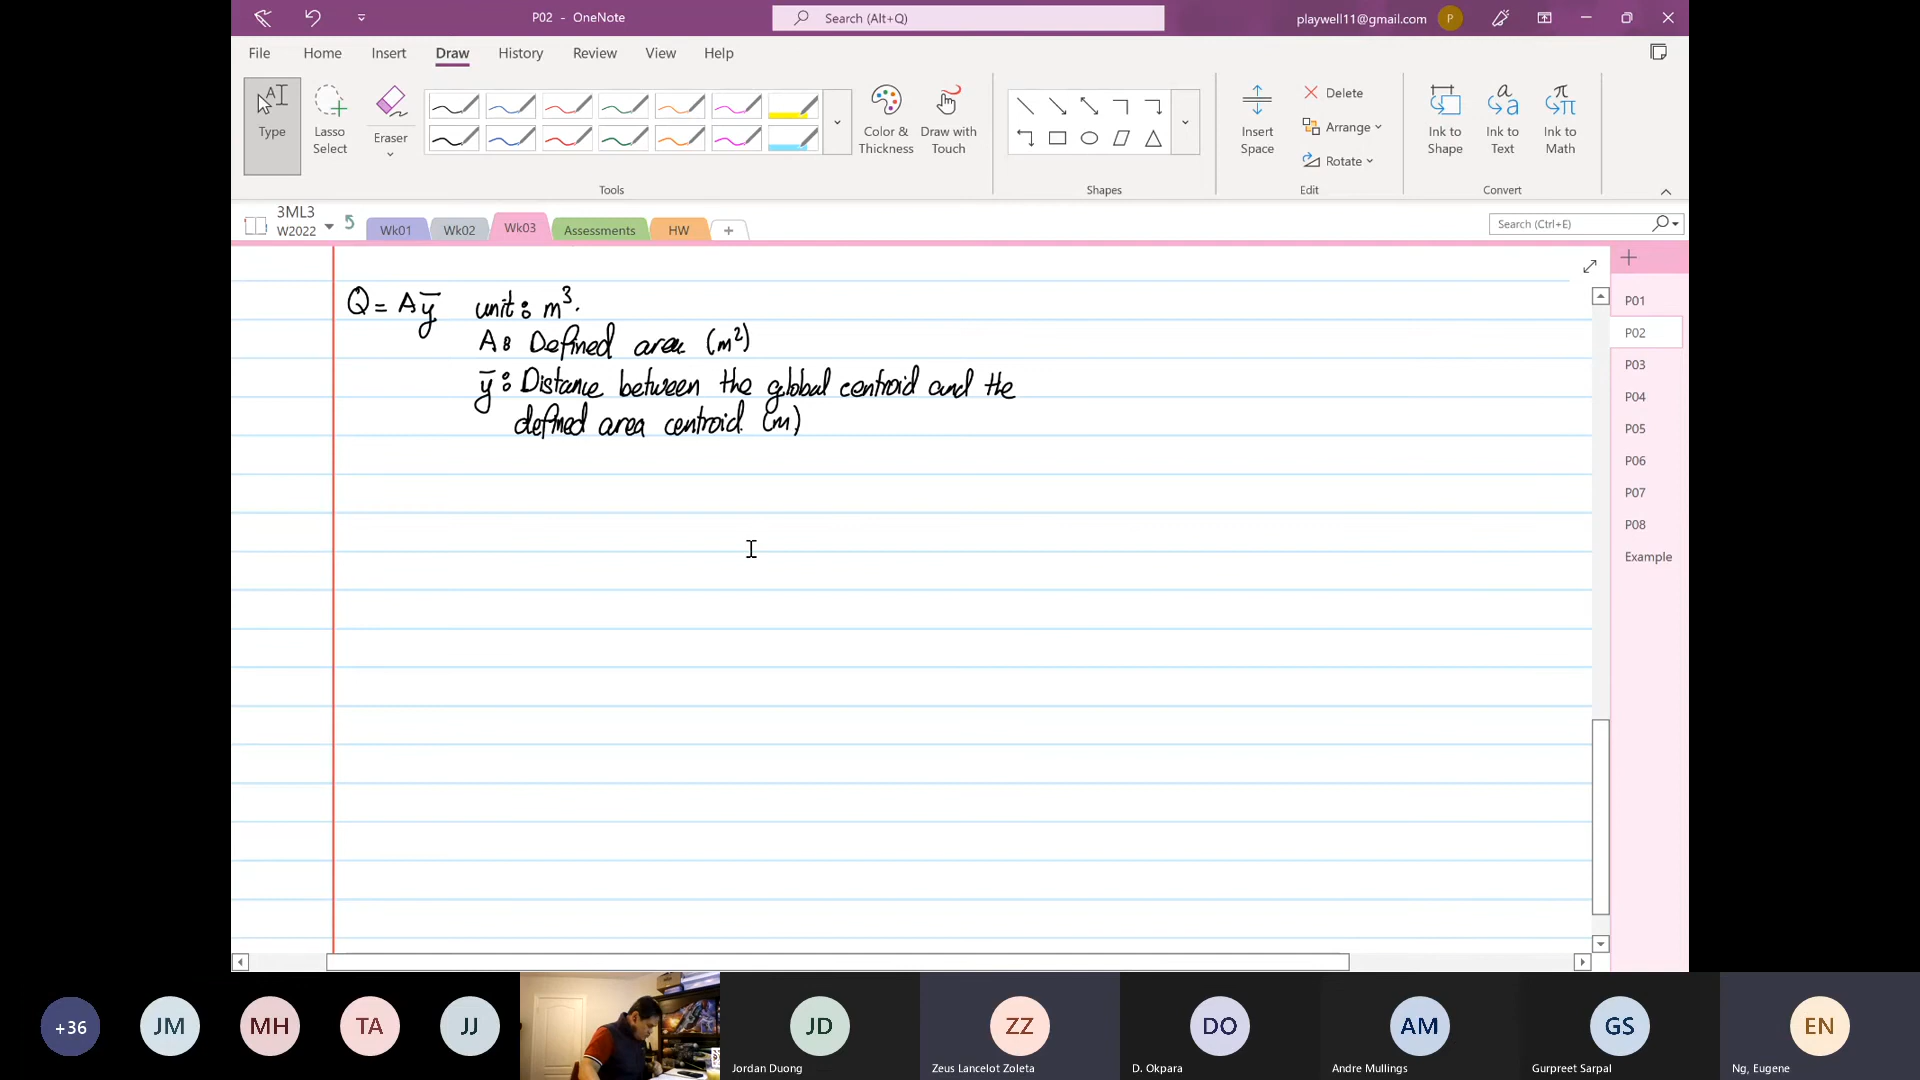 P02 - OneNote
Search (Alt+Q)
playwell11@gmail.com
P
File Home Insert Draw History Review View Help
Type
Lasso Select
Eraser
Color & Thickness
Draw with Touch
Insert Space
Delete
Arrange
Rotate
Ink to Shape
Ink to Text
Ink to Math
Tools
Shapes
Edit
Convert
3ML3 W2022
Wk01 Wk02 Wk03 Assessments HW
Search (Ctrl+E)
Q = A ȳ unit: m³.
A: Defined area (m²)
ȳ: Distance between the global centroid and the
defined area centroid (m)
P01
P02
P03
P04
P05
P06
P07
P08
Example
+36
JM
MH
TA
JJ
JD
Jordan Duong
ZZ
Zeus Lancelot Zoleta
DO
D. Okpara
AM
Andre Mullings
GS
Gurpreet Sarpal
EN
Ng, Eugene